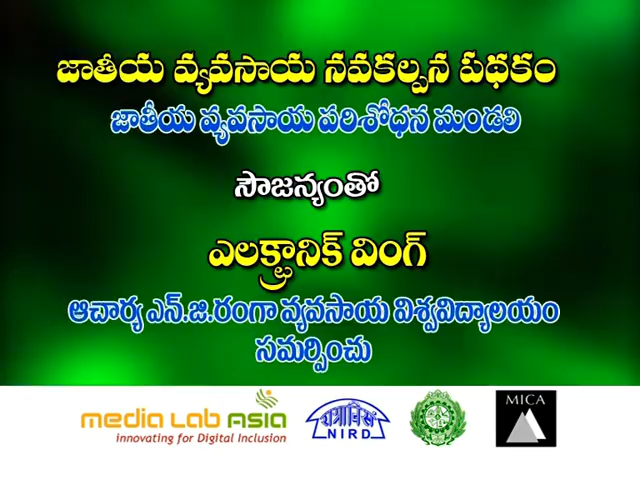 జాతీయ వ్యవసాయ నవకల్పన పథకం
జాతీయ వ్యవసాయ పరిశోధన మండలి
సౌజన్యంతో
ఎలక్ట్రానిక్ వింగ్
ఆచార్య ఎన్.జి.రంగా వ్యవసాయ విశ్వవిద్యాలయం
సమర్పించు
media Lab Asia
innovating for Digital Inclusion
NIRD
MICA